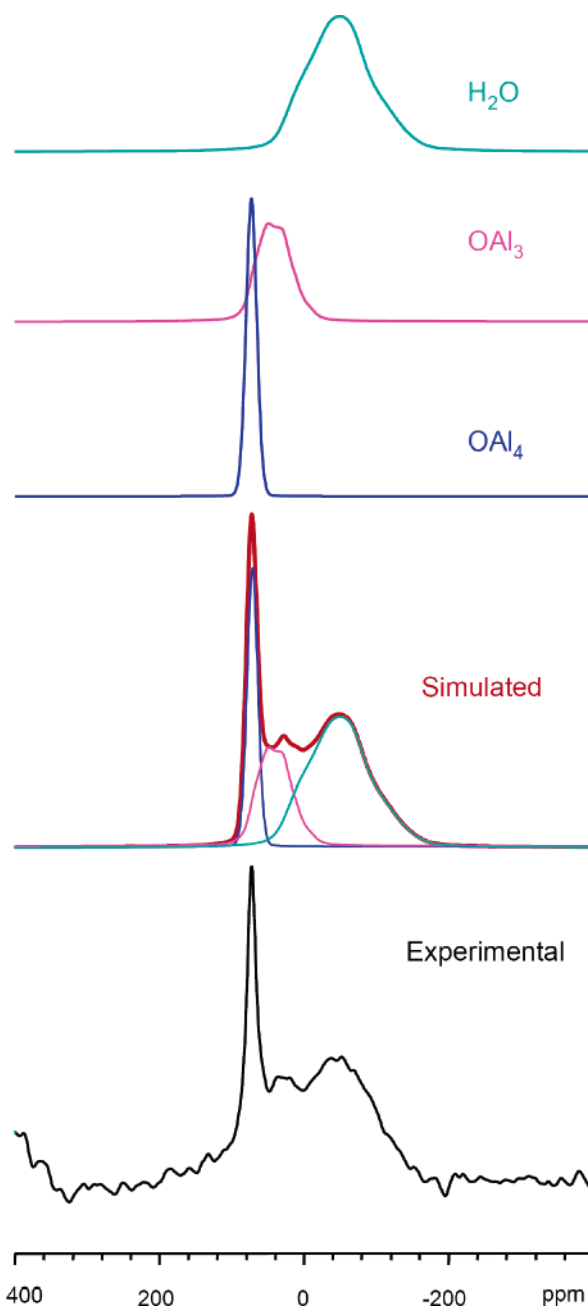 H₂O
OAl₃
OAl₄
Simulated
Experimental
400 200 0 -200 ppm